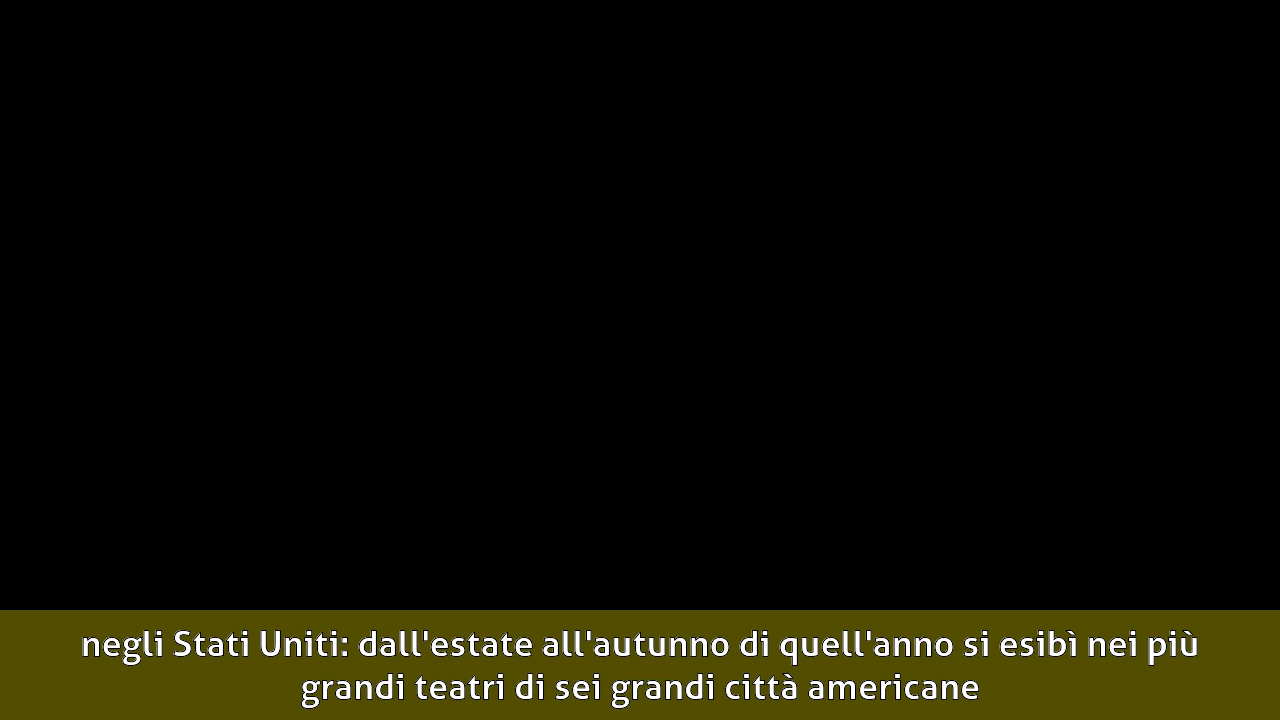 negli Stati Uniti: dall'estate all'autunno di quell'anno si esibì nei più
grandi teatri di sei grandi città americane